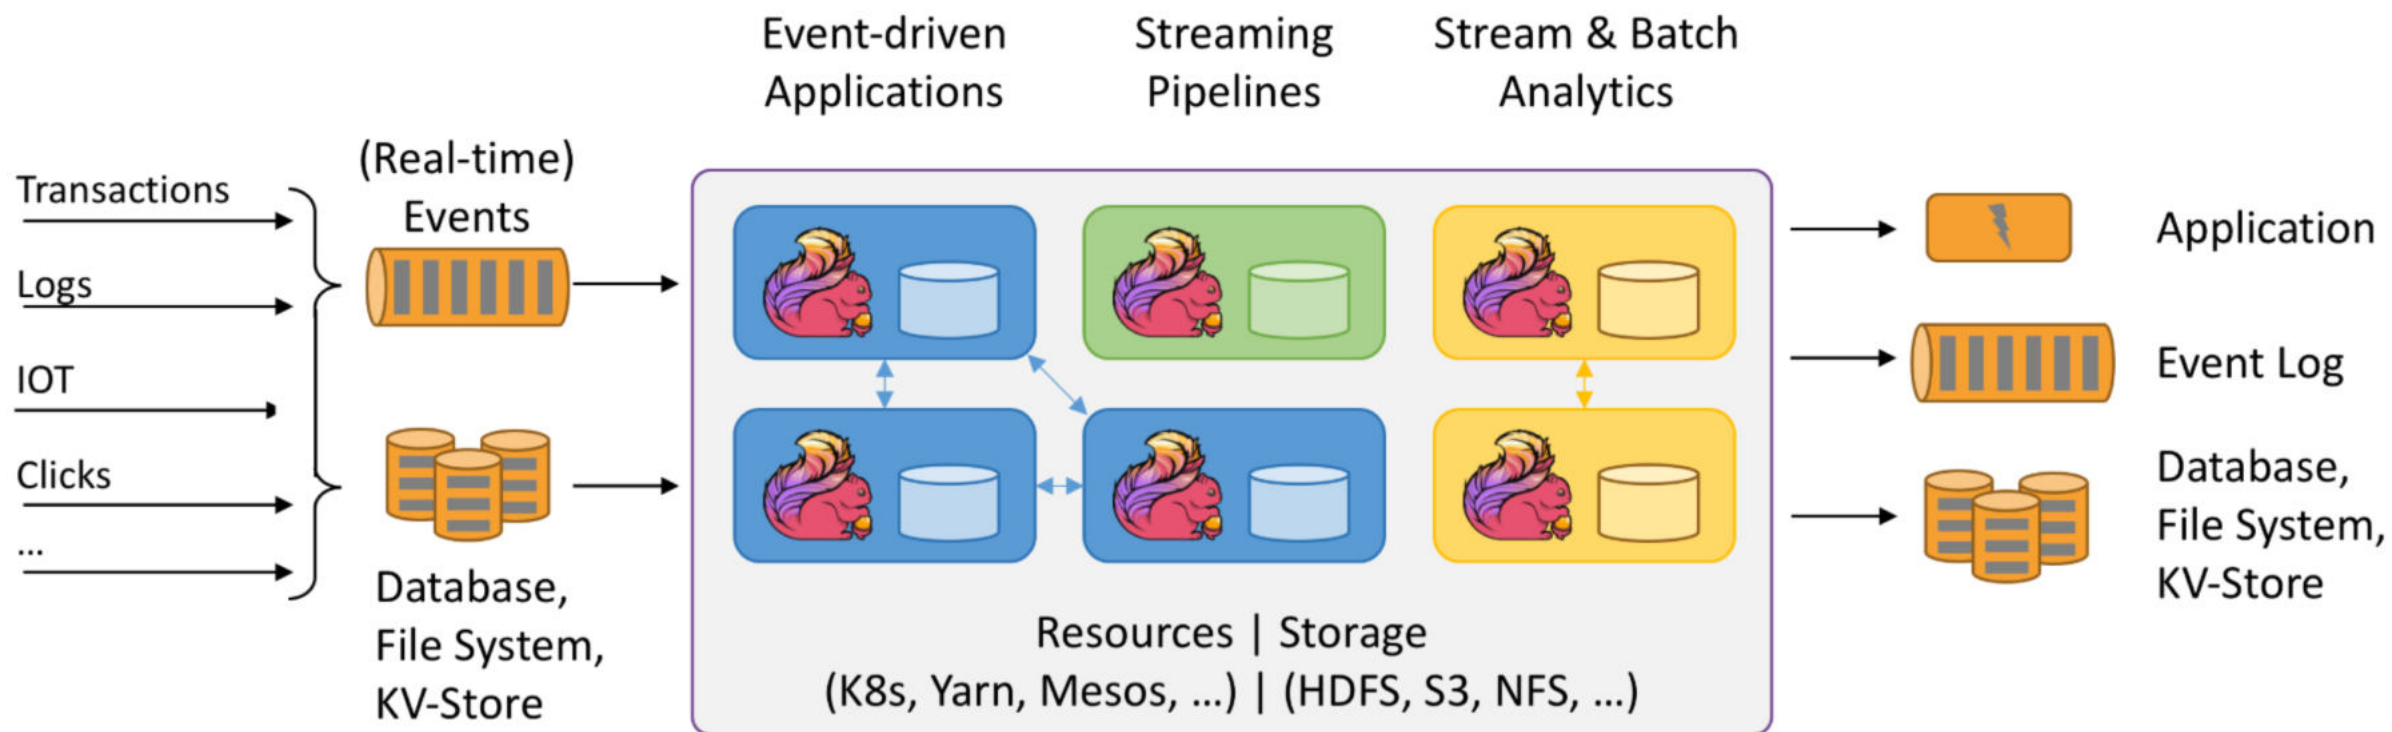 Event-driven
Applications
Streaming
Pipelines
Stream & Batch
Analytics
Transactions
Logs
IOT
Clicks
...
(Real-time)
Events
Database,
File System,
KV-Store
Resources | Storage
(K8s, Yarn, Mesos, ...) | (HDFS, S3, NFS, ...)
Application
Event Log
Database,
File System,
KV-Store